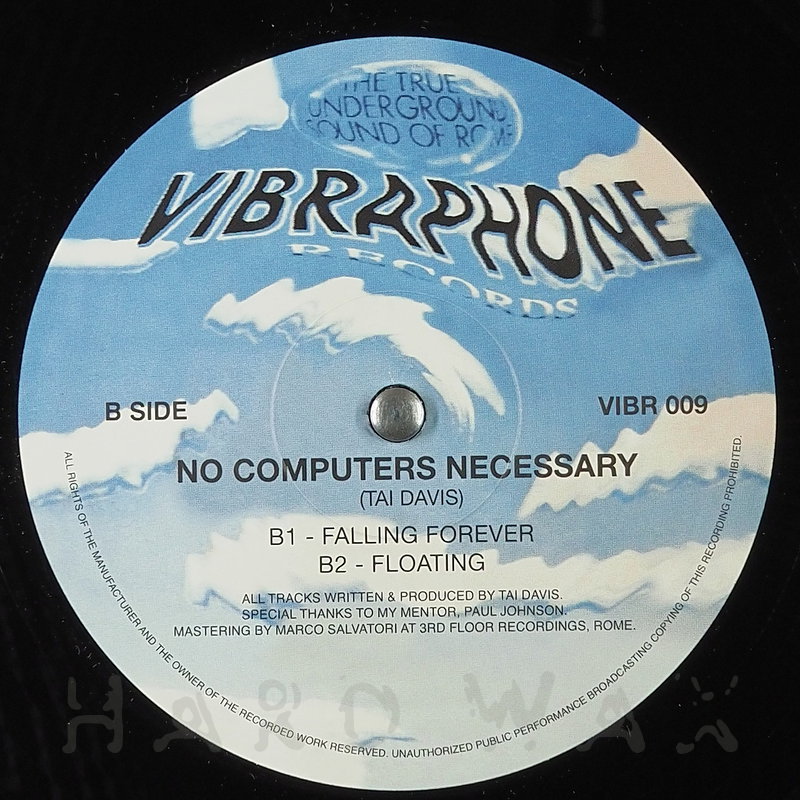 THE TRUE
UNDERGROUND
SOUND OF ROME
VIBRAPHONE
RECORDS
B SIDE
VIBR 009
NO COMPUTERS NECESSARY
(TAI DAVIS)
B1 - FALLING FOREVER
B2 - FLOATING
ALL TRACKS WRITTEN & PRODUCED BY TAI DAVIS.
SPECIAL THANKS TO MY MENTOR, PAUL JOHNSON.
MASTERING BY MARCO SALVATORI AT 3RD FLOOR RECORDINGS, ROME.
ALL RIGHTS OF THE MANUFACTURER AND THE OWNER OF THE RECORDED WORK RESERVED. UNAUTHORIZED PUBLIC PERFORMANCE BROADCASTING COPYING OF THIS RECORDING PROHIBITED.
HARD WAX